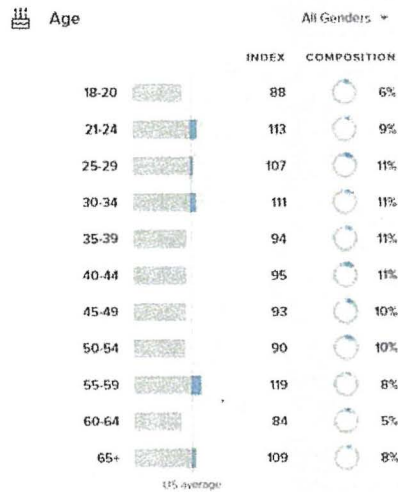 Age All Genders
INDEX COMPOSITION
18-20 88 6%
21-24 113 9%
25-29 107 11%
30-34 111 11%
35-39 94 11%
40-44 95 11%
45-49 93 10%
50-54 90 10%
55-59 119 8%
60-64 84 5%
65+ 109 8%
US average